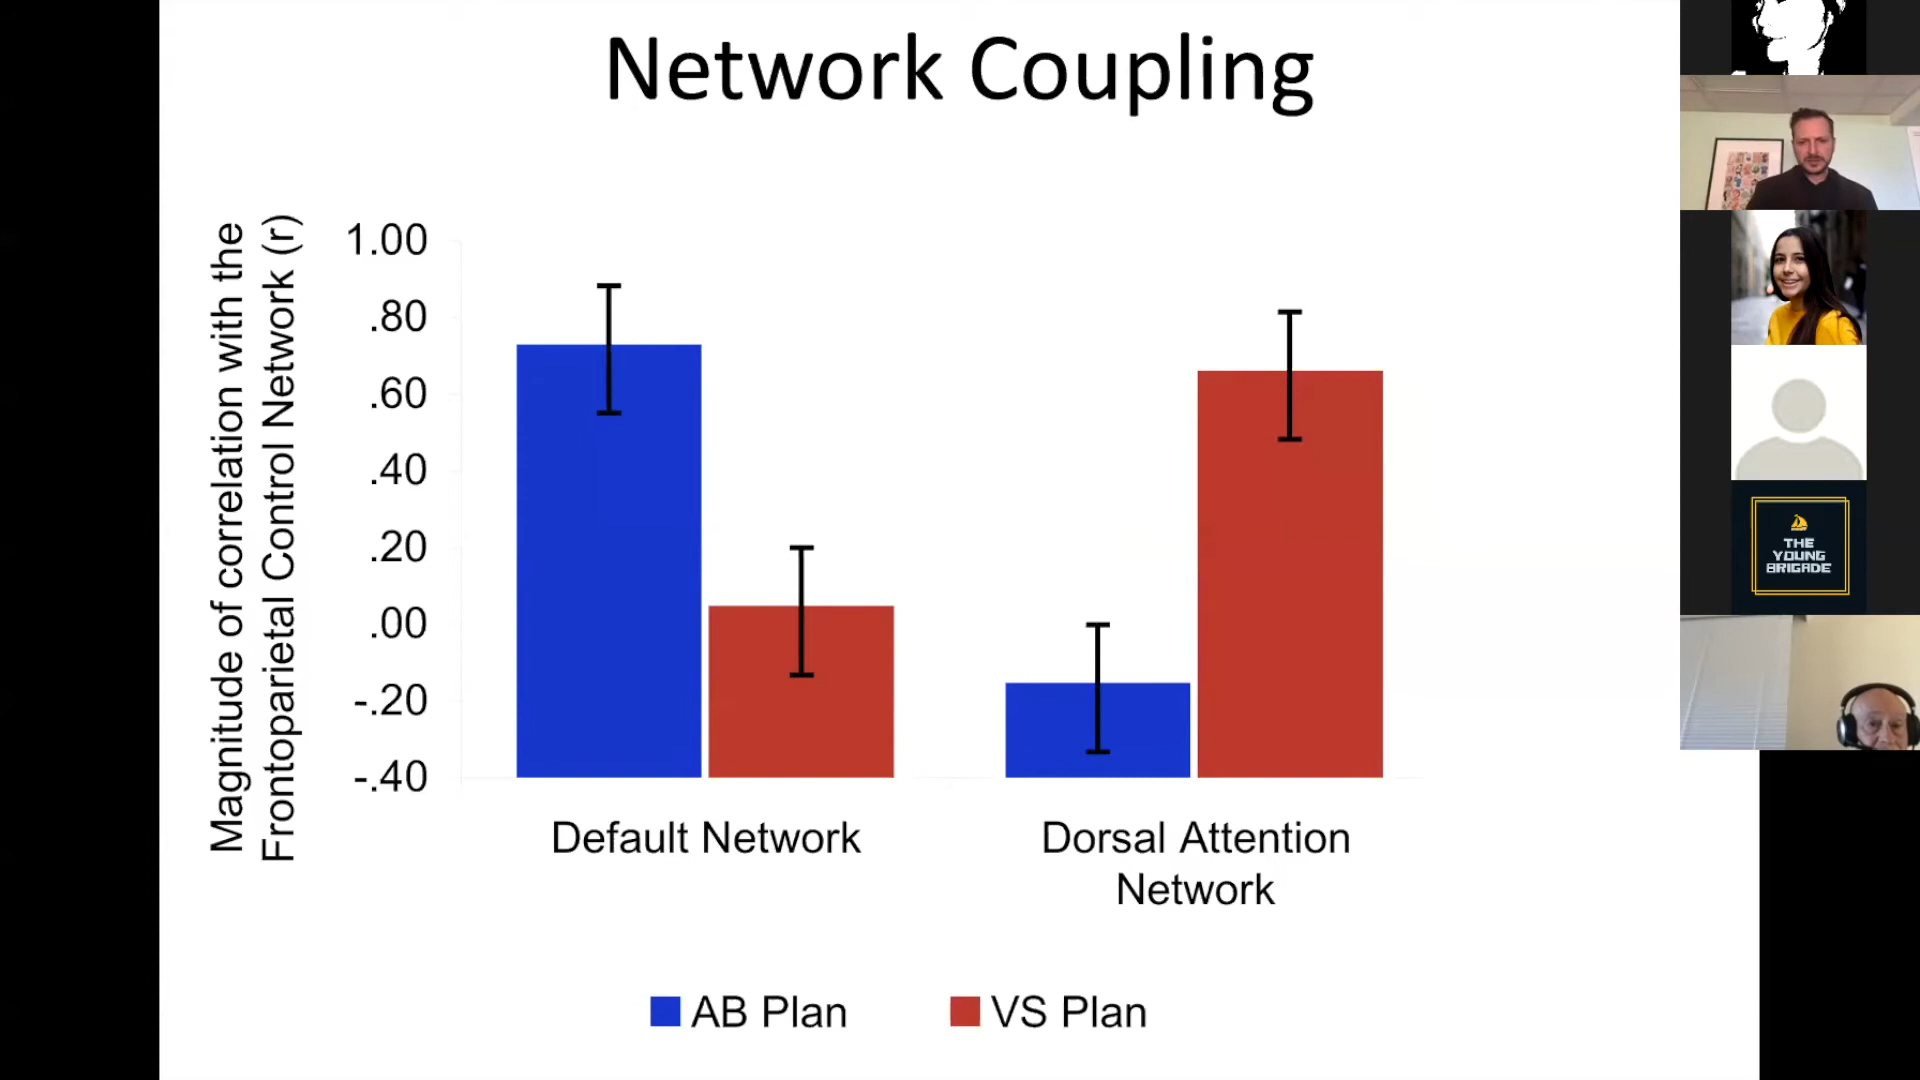 Network Coupling
Magnitude of correlation with the
Frontoparietal Control Network (r)
1.00
.80
.60
.40
.20
.00
-.20
-.40
Default Network
Dorsal Attention
Network
AB Plan
VS Plan
THE
YOUNG
BRIGADE